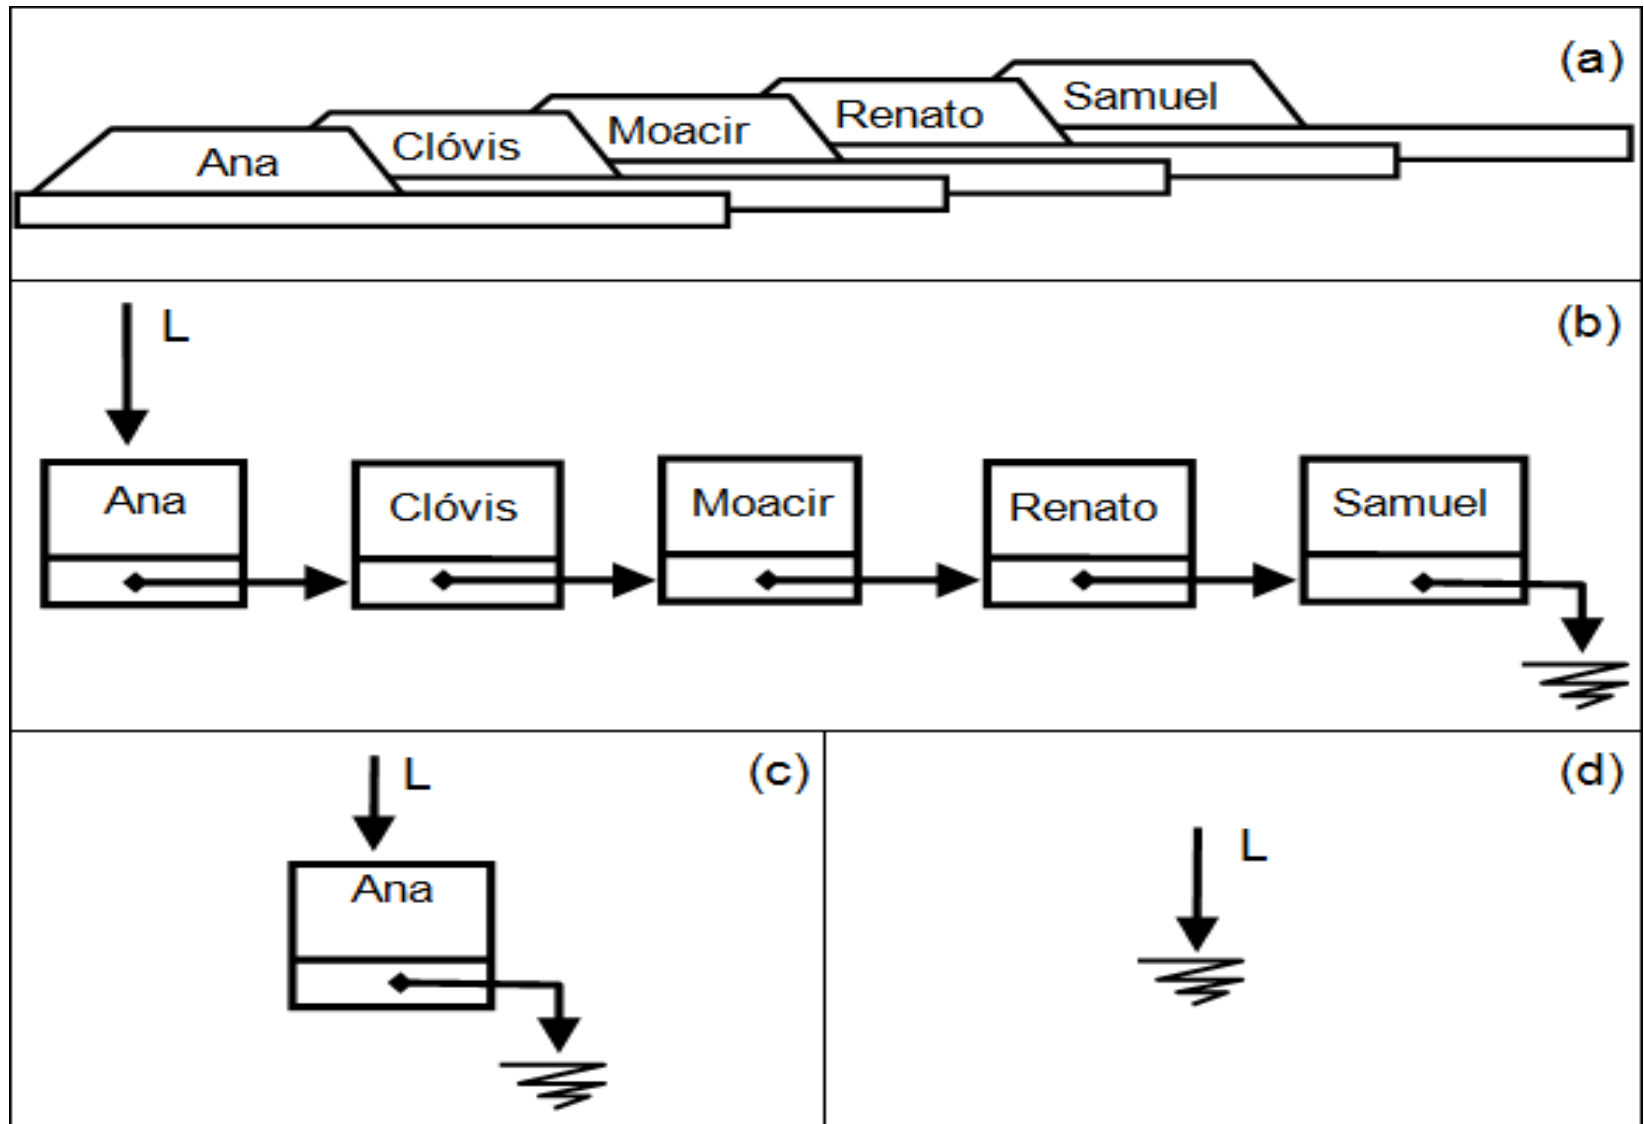 (a)
Ana
Clóvis
Moacir
Renato
Samuel
(b)
L
Ana
Clóvis
Moacir
Renato
Samuel
(c)
L
Ana
(d)
L